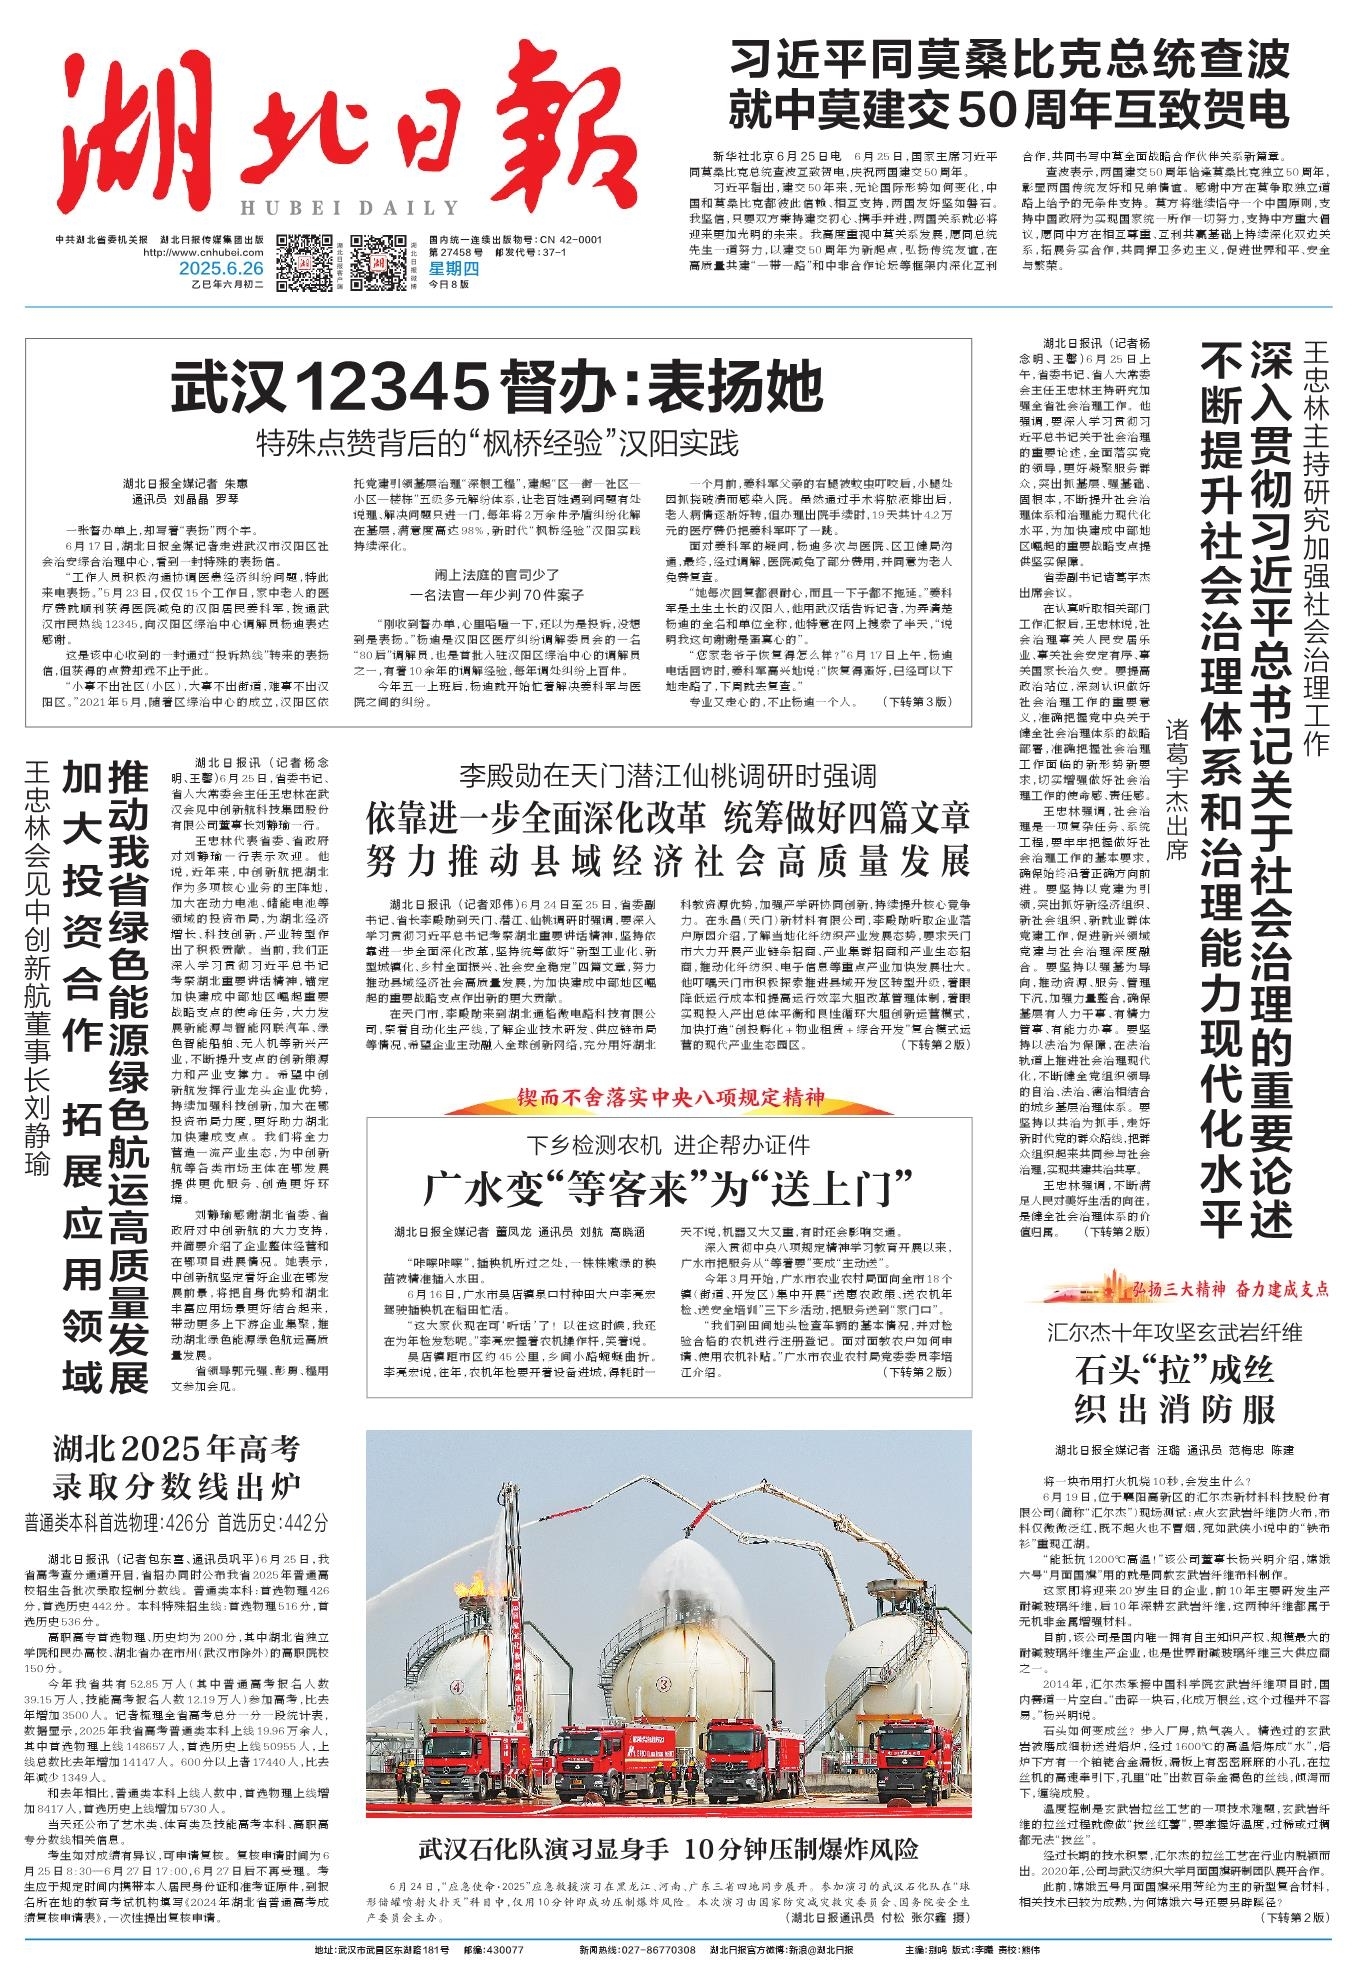 湖北日報
HUBEI DAILY
中共湖北省委机关报 湖北日报传媒集团出版
http://www.cnhubei.com
2025.6.26
乙巳年六月初二
湖北日报客户端
湖北日报微博
国内统一连续出版物号：CN 42-0001
第27458号 邮发代号：37-1
星期四
今日8版
习近平同莫桑比克总统查波
就中莫建交50周年互致贺电
新华社北京6月25日电 6月25日，国家主席习近平
同莫桑比克总统查波互致贺电，庆祝两国建交50周年。
习近平指出，建交50年来，无论国际形势如何变化，中
国和莫桑比克都彼此信赖、相互支持，两国友好坚如磐石。
我坚信，只要双方秉持建交初心、携手并进，两国关系就必将
迎来更加光明的未来。我高度重视中莫关系发展，愿同总统
先生一道努力，以建交50周年为新起点，弘扬传统友谊，在
高质量共建“一带一路”和中非合作论坛等框架内深化互利
合作，共同书写中莫全面战略合作伙伴关系新篇章。
查波表示，两国建交50周年恰逢莫桑比克独立50周年，
彰显两国传统友好和兄弟情谊。感谢中方在莫争取独立道
路上给予的无条件支持。莫方将继续恪守一个中国原则，支
持中国政府为实现国家统一所作一切努力，支持中方重大倡
议，愿同中方在相互尊重、互利共赢基础上持续深化双边关
系，拓展务实合作，共同捍卫多边主义，促进世界和平、安全
与繁荣。
武汉12345督办：表扬她
特殊点赞背后的“枫桥经验”汉阳实践
湖北日报全媒记者 朱惠
通讯员 刘晶晶 罗琴
一张督办单上，却写着“表扬”两个字。
6月17日，湖北日报全媒记者走进武汉市汉阳区社
会治安综合治理中心，看到一封特殊的表扬信。
“工作人员积极沟通协调医患经济纠纷问题，特此
来电表扬。”5月23日，仅仅15个工作日，家中老人的医
疗费就顺利获得医院减免的汉阳居民姜科军，拨通武
汉市民热线12345，向汉阳区综治中心调解员杨迪表达
感谢。
这是该中心收到的一封通过“投诉热线”转来的表扬
信，但获得的点赞却远不止于此。
“小事不出社区（小区），大事不出街道，难事不出汉
阳区。”2021年5月，随着区综治中心的成立，汉阳区依
托党建引领基层治理“深根工程”，建起“区—街—社区—
小区—楼栋”五级多元解纷体系，让老百姓遇到问题有处
说理、解决问题只进一门，每年将2万余件矛盾纠纷化解
在基层，满意度高达98%，新时代“枫桥经验”汉阳实践
持续深化。
闹上法庭的官司少了
一名法官一年少判70件案子
“刚收到督办单，心里咯噔一下，还以为是投诉，没想
到是表扬。”杨迪是汉阳区医疗纠纷调解委员会的一名
“80后”调解员，也是首批入驻汉阳区综治中心的调解员
之一，有着10余年的调解经验，每年调处纠纷上百件。
今年五一上班后，杨迪就开始忙着解决姜科军与医
院之间的纠纷。
一个月前，姜科军父亲的右腿被蚊虫叮咬后，小腿处
因抓挠破溃而感染入院。虽然通过手术将脓液排出后，
老人病情逐渐好转，但办理出院手续时，19天共计4.2万
元的医疗费仍把姜科军吓了一跳。
面对姜科军的疑问，杨迪多次与医院、区卫健局沟
通，最终，经过调解，医院减免了部分费用，并同意为老人
免费复查。
“她每次回复都很耐心，而且一下子都不拖延。”姜科
军是土生土长的汉阳人，他用武汉话告诉记者，为弄清楚
杨迪的全名和单位全称，他特意在网上搜索了半天，“说
明我这句谢谢是蛮真心的”。
“您家老爷子恢复得怎么样？”6月17日上午，杨迪
电话回访时，姜科军高兴地说：“恢复得蛮好，已经可以下
地走路了，下周就去复查。”
专业又走心的，不止杨迪一个人。 （下转第3版）
王忠林主持研究加强社会治理工作
深入贯彻习近平总书记关于社会治理的重要论述
不断提升社会治理体系和治理能力现代化水平
诸葛宇杰出席
湖北日报讯（记者杨
念明、王馨）6月25日上
午，省委书记、省人大常委
会主任王忠林主持研究加
强全省社会治理工作。他
强调，要深入学习贯彻习
近平总书记关于社会治理
的重要论述，全面落实党
的领导，更好凝聚服务群
众，突出抓基层、强基础、
固根本，不断提升社会治
理体系和治理能力现代化
水平，为加快建成中部地
区崛起的重要战略支点提
供坚实保障。
省委副书记诸葛宇杰
出席会议。
在认真听取相关部门
工作汇报后，王忠林说，社
会治理事关人民安居乐
业、事关社会安定有序、事
关国家长治久安。要提高
政治站位，深刻认识做好
社会治理工作的重要意
义，准确把握党中央关于
健全社会治理体系的战略
部署，准确把握社会治理
工作面临的新形势新要
求，切实增强做好社会治
理工作的使命感、责任感。
王忠林强调，社会治
理是一项复杂任务、系统
工程，要牢牢把握做好社
会治理工作的基本要求，
确保始终沿着正确方向前
进。要坚持以党建为引
领，突出抓好新经济组织、
新社会组织、新就业群体
党建工作，促进新兴领域
党建与社会治理深度融
合。要坚持以强基为导
向，推动资源、服务、管理
下沉，加强力量整合，确保
基层有人力干事、有精力
管事、有能力办事。要坚
持以法治为保障，在法治
轨道上推进社会治理现代
化，不断健全党组织领导
的自治、法治、德治相结合
的城乡基层治理体系。要
坚持以共治为抓手，走好
新时代党的群众路线，把群
众组织起来共同参与社会
治理，实现共建共治共享。
王忠林强调，不断满
足人民对美好生活的向往，
是健全社会治理体系的价
值归属。 （下转第2版）
王忠林会见中创新航董事长刘静瑜
加大投资合作 拓展应用领域
推动我省绿色能源绿色航运高质量发展
湖北日报讯（记者杨念
明、王馨）6月25日，省委书记、
省人大常委会主任王忠林在武
汉会见中创新航科技集团股份
有限公司董事长刘静瑜一行。
王忠林代表省委、省政府
对刘静瑜一行表示欢迎。他
说，近年来，中创新航把湖北
作为多项核心业务的主阵地，
加大在动力电池、储能电池等
领域的投资布局，为湖北经济
增长、科技创新、产业转型作
出了积极贡献。当前，我们正
深入学习贯彻习近平总书记
考察湖北重要讲话精神，锚定
加快建成中部地区崛起重要
战略支点的使命任务，大力发
展新能源与智能网联汽车、绿
色智能船舶、无人机等新兴产
业，不断提升支点的创新策源
力和产业支撑力。希望中创
新航发挥行业龙头企业优势，
持续加强科技创新，加大在鄂
投资布局力度，更好助力湖北
加快建成支点。我们将全力
营造一流产业生态，为中创新
航等各类市场主体在鄂发展
提供更优服务、创造更好环
境。
刘静瑜感谢湖北省委、省
政府对中创新航的大力支持，
并简要介绍了企业整体经营和
在鄂项目进展情况。她表示，
中创新航坚定看好企业在鄂发
展前景，将把自身优势和湖北
丰富应用场景更好结合起来，
带动更多上下游企业集聚，推
动湖北绿色能源绿色航运高质
量发展。
省领导郭元强、彭勇、程用
文参加会见。
李殿勋在天门潜江仙桃调研时强调
依靠进一步全面深化改革 统筹做好四篇文章
努力推动县域经济社会高质量发展
湖北日报讯（记者邓伟）6月24日至25日，省委副
书记、省长李殿勋到天门、潜江、仙桃调研时强调，要深入
学习贯彻习近平总书记考察湖北重要讲话精神，坚持依
靠进一步全面深化改革，坚持统筹做好“新型工业化、新
型城镇化、乡村全面振兴、社会安全稳定”四篇文章，努力
推动县域经济社会高质量发展，为加快建成中部地区崛
起的重要战略支点作出新的更大贡献。
在天门市，李殿勋来到湖北通格微电路科技有限公
司，察看自动化生产线，了解企业技术研发、供应链布局
等情况，希望企业主动融入全球创新网络，充分用好湖北
科教资源优势，加强产学研协同创新，持续提升核心竞争
力。在永昌（天门）新材料有限公司，李殿勋听取企业落
户原因介绍，了解当地化纤纺织产业发展态势，要求天门
市大力开展产业链条招商、产业集群招商和产业生态招
商，推动化纤纺织、电子信息等重点产业加快发展壮大。
他叮嘱天门市积极探索推进县域开发区转型升级，着眼
降低运行成本和提高运行效率大胆改革管理体制，着眼
实现投入产出总体平衡和良性循环大胆创新运营模式，
加快打造“创投孵化+物业租赁+综合开发”复合模式运
营的现代产业生态园区。 （下转第2版）
锲而不舍落实中央八项规定精神
下乡检测农机 进企帮办证件
广水变“等客来”为“送上门”
湖北日报全媒记者 董凤龙 通讯员 刘航 高晓涵
“咔嚓咔嚓”，插秧机所过之处，一株株嫩绿的秧
苗被精准插入水田。
6月16日，广水市吴店镇泉口村种田大户李亮宏
驾驶插秧机在稻田忙活。
“这大家伙现在可‘听话’了！以往这时候，我还
在为年检发愁呢。”李亮宏握着农机操作杆，笑着说。
吴店镇距市区约45公里，乡间小路蜿蜒曲折。
李亮宏说，往年，农机年检要开着设备进城，得耗时一
天不说，机器又大又重，有时还会影响交通。
深入贯彻中央八项规定精神学习教育开展以来，
广水市把服务从“等着要”变成“主动送”。
今年3月开始，广水市农业农村局面向全市18个
镇（街道、开发区）集中开展“送惠农政策、送农机年
检、送安全培训”三下乡活动，把服务送到“家门口”。
“我们到田间地头检查车辆的基本情况，并对检
验合格的农机进行注册登记。面对面教农户如何申
请、使用农机补贴。”广水市农业农村局党委委员李培
江介绍。 （下转第2版）
弘扬三大精神 奋力建成支点
汇尔杰十年攻坚玄武岩纤维
石头“拉”成丝
织出消防服
湖北日报全媒记者 汪璐 通讯员 范梅忠 陈建
将一块布用打火机烧10秒，会发生什么？
6月19日，位于襄阳高新区的汇尔杰新材料科技股份有
限公司（简称“汇尔杰”）现场测试：点火玄武岩纤维防火布，布
料仅微微泛红，既不起火也不冒烟，宛如武侠小说中的“铁布
衫”重现江湖。
“能抵抗1200℃高温！”该公司董事长杨兴明介绍，嫦娥
六号“月面国旗”用的就是同款玄武岩纤维布料制作。
这家即将迎来20岁生日的企业，前10年主要研发生产
耐碱玻璃纤维，后10年深耕玄武岩纤维，这两种纤维都属于
无机非金属增强材料。
目前，该公司是国内唯一拥有自主知识产权、规模最大的
耐碱玻璃纤维生产企业，也是世界耐碱玻璃纤维三大供应商
之一。
2014年，汇尔杰承接中国科学院玄武岩纤维项目时，国
内赛道一片空白。“击碎一块石，化成万根丝，这个过程并不容
易。”杨兴明说。
石头如何变成丝？步入厂房，热气袭人。精选过的玄武
岩被磨成细粉送进熔炉，经过1600℃的高温熔炼成“水”，熔
炉下方有一个铂铑合金漏板，漏板上有密密麻麻的小孔，在拉
丝机的高速牵引下，孔里“吐”出数百条金褐色的丝线，倾泻而
下，缠绕成股。
温度控制是玄武岩拉丝工艺的一项技术难题，玄武岩纤
维的拉丝过程就像做“拔丝红薯”，要掌握好温度，过稀或过稠
都无法“拔丝”。
经过长期的技术积累，汇尔杰的拉丝工艺在行业内脱颖而
出。2020年，公司与武汉纺织大学月面国旗研制团队展开合作。
此前，嫦娥五号月面国旗采用芳纶为主的新型复合材料，
相关技术已较为成熟，为何嫦娥六号还要另辟蹊径？
（下转第2版）
湖北2025年高考
录取分数线出炉
普通类本科首选物理：426分 首选历史：442分
湖北日报讯（记者包东喜、通讯员巩平）6月25日，我
省高考查分通道开启，省招办同时公布我省2025年普通高
校招生各批次录取控制分数线。普通类本科：首选物理426
分，首选历史442分。本科特殊招生线：首选物理516分，首
选历史536分。
高职高专首选物理、历史均为200分，其中湖北省独立
学院和民办高校、湖北省办在市州（武汉市除外）的高职院校
150分。
今年我省共有52.85万人（其中普通高考报名人数
39.15万人，技能高考报名人数12.19万人）参加高考，比去
年增加3500人。记者梳理全省高考总分一分一段统计表，
数据显示，2025年我省高考普通类本科上线19.96万余人，
其中首选物理上线148657人，首选历史上线50955人，上
线总数比去年增加14147人。600分以上者17440人，比去
年减少1349人。
和去年相比，普通类本科上线人数中，首选物理上线增
加8417人，首选历史上线增加5730人。
当天还公布了艺术类、体育类及技能高考本科、高职高
专分数线相关信息。
考生如对成绩有异议，可申请复核。复核申请时间为6
月25日8:30—6月27日17:00，6月27日后不再受理。考
生应于规定时间内携带本人居民身份证和准考证原件，到报
名所在地的教育考试机构填写《2024年湖北省普通高考成
绩复核申请表》，一次性提出复核申请。
④
③
武汉石化队演习显身手 10分钟压制爆炸风险
6月24日，“应急使命·2025”应急救援演习在黑龙江、河南、广东三省四地同步展开。参加演习的武汉石化队在“球
形储罐喷射火扑灭”科目中，仅用10分钟即成功压制爆炸风险。本次演习由国家防灾减灾救灾委员会、国务院安全生
产委员会主办。 （湖北日报通讯员 付松 张尔鑫 摄）
地址：武汉市武昌区东湖路181号 邮编：430077 新闻热线：027-86770308 湖北日报官方微博：新浪@湖北日报 主编：别鸣 版式：李曦 责校：熊伟